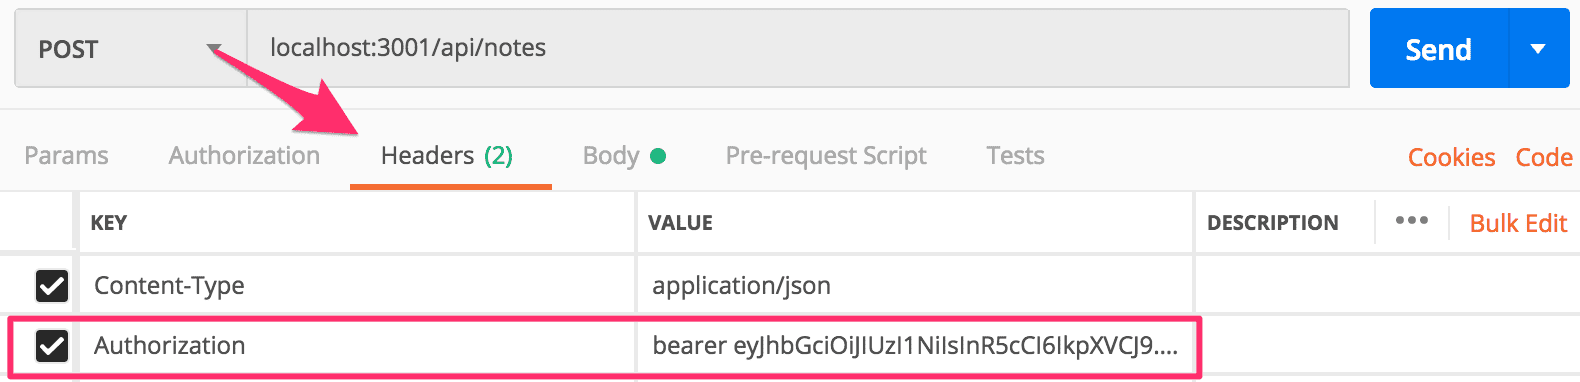 POST localhost:3001/api/notes Send
Params Authorization Headers (2) Body Pre-request Script Tests Cookies Code
KEY VALUE DESCRIPTION ••• Bulk Edit
Content-Type application/json
Authorization bearer eyJhbGciOiJIUzI1NiIsInR5cCI6IkpXVCJ9....